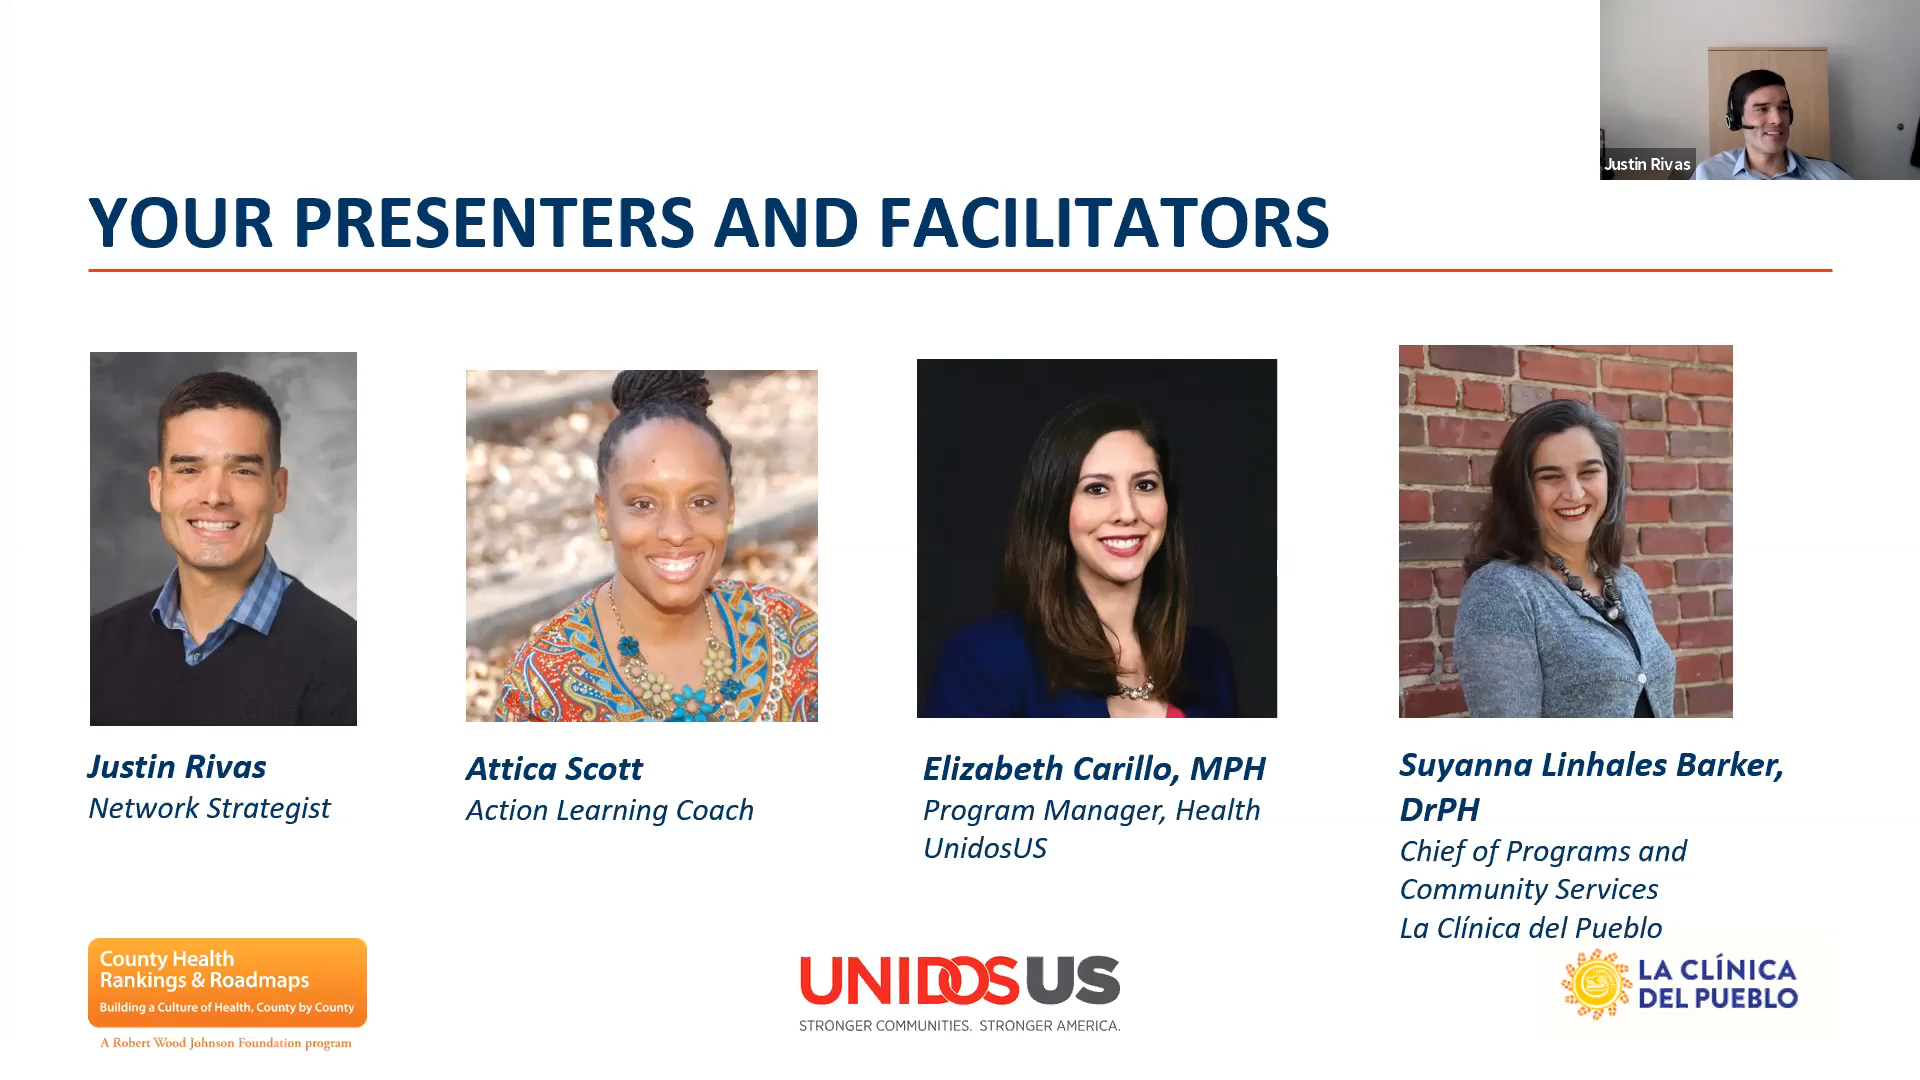 Justin Rivas
YOUR PRESENTERS AND FACILITATORS
Justin Rivas
Network Strategist
Attica Scott
Action Learning Coach
Elizabeth Carillo, MPH
Program Manager, Health
UnidosUS
Suyanna Linhales Barker,
DrPH
Chief of Programs and
Community Services
La Clínica del Pueblo
County Health
Rankings & Roadmaps
Building a Culture of Health, County by County
A Robert Wood Johnson Foundation program
UNIDOSUS
STRONGER COMMUNITIES. STRONGER AMERICA.
LA CLÍNICA
DEL PUEBLO